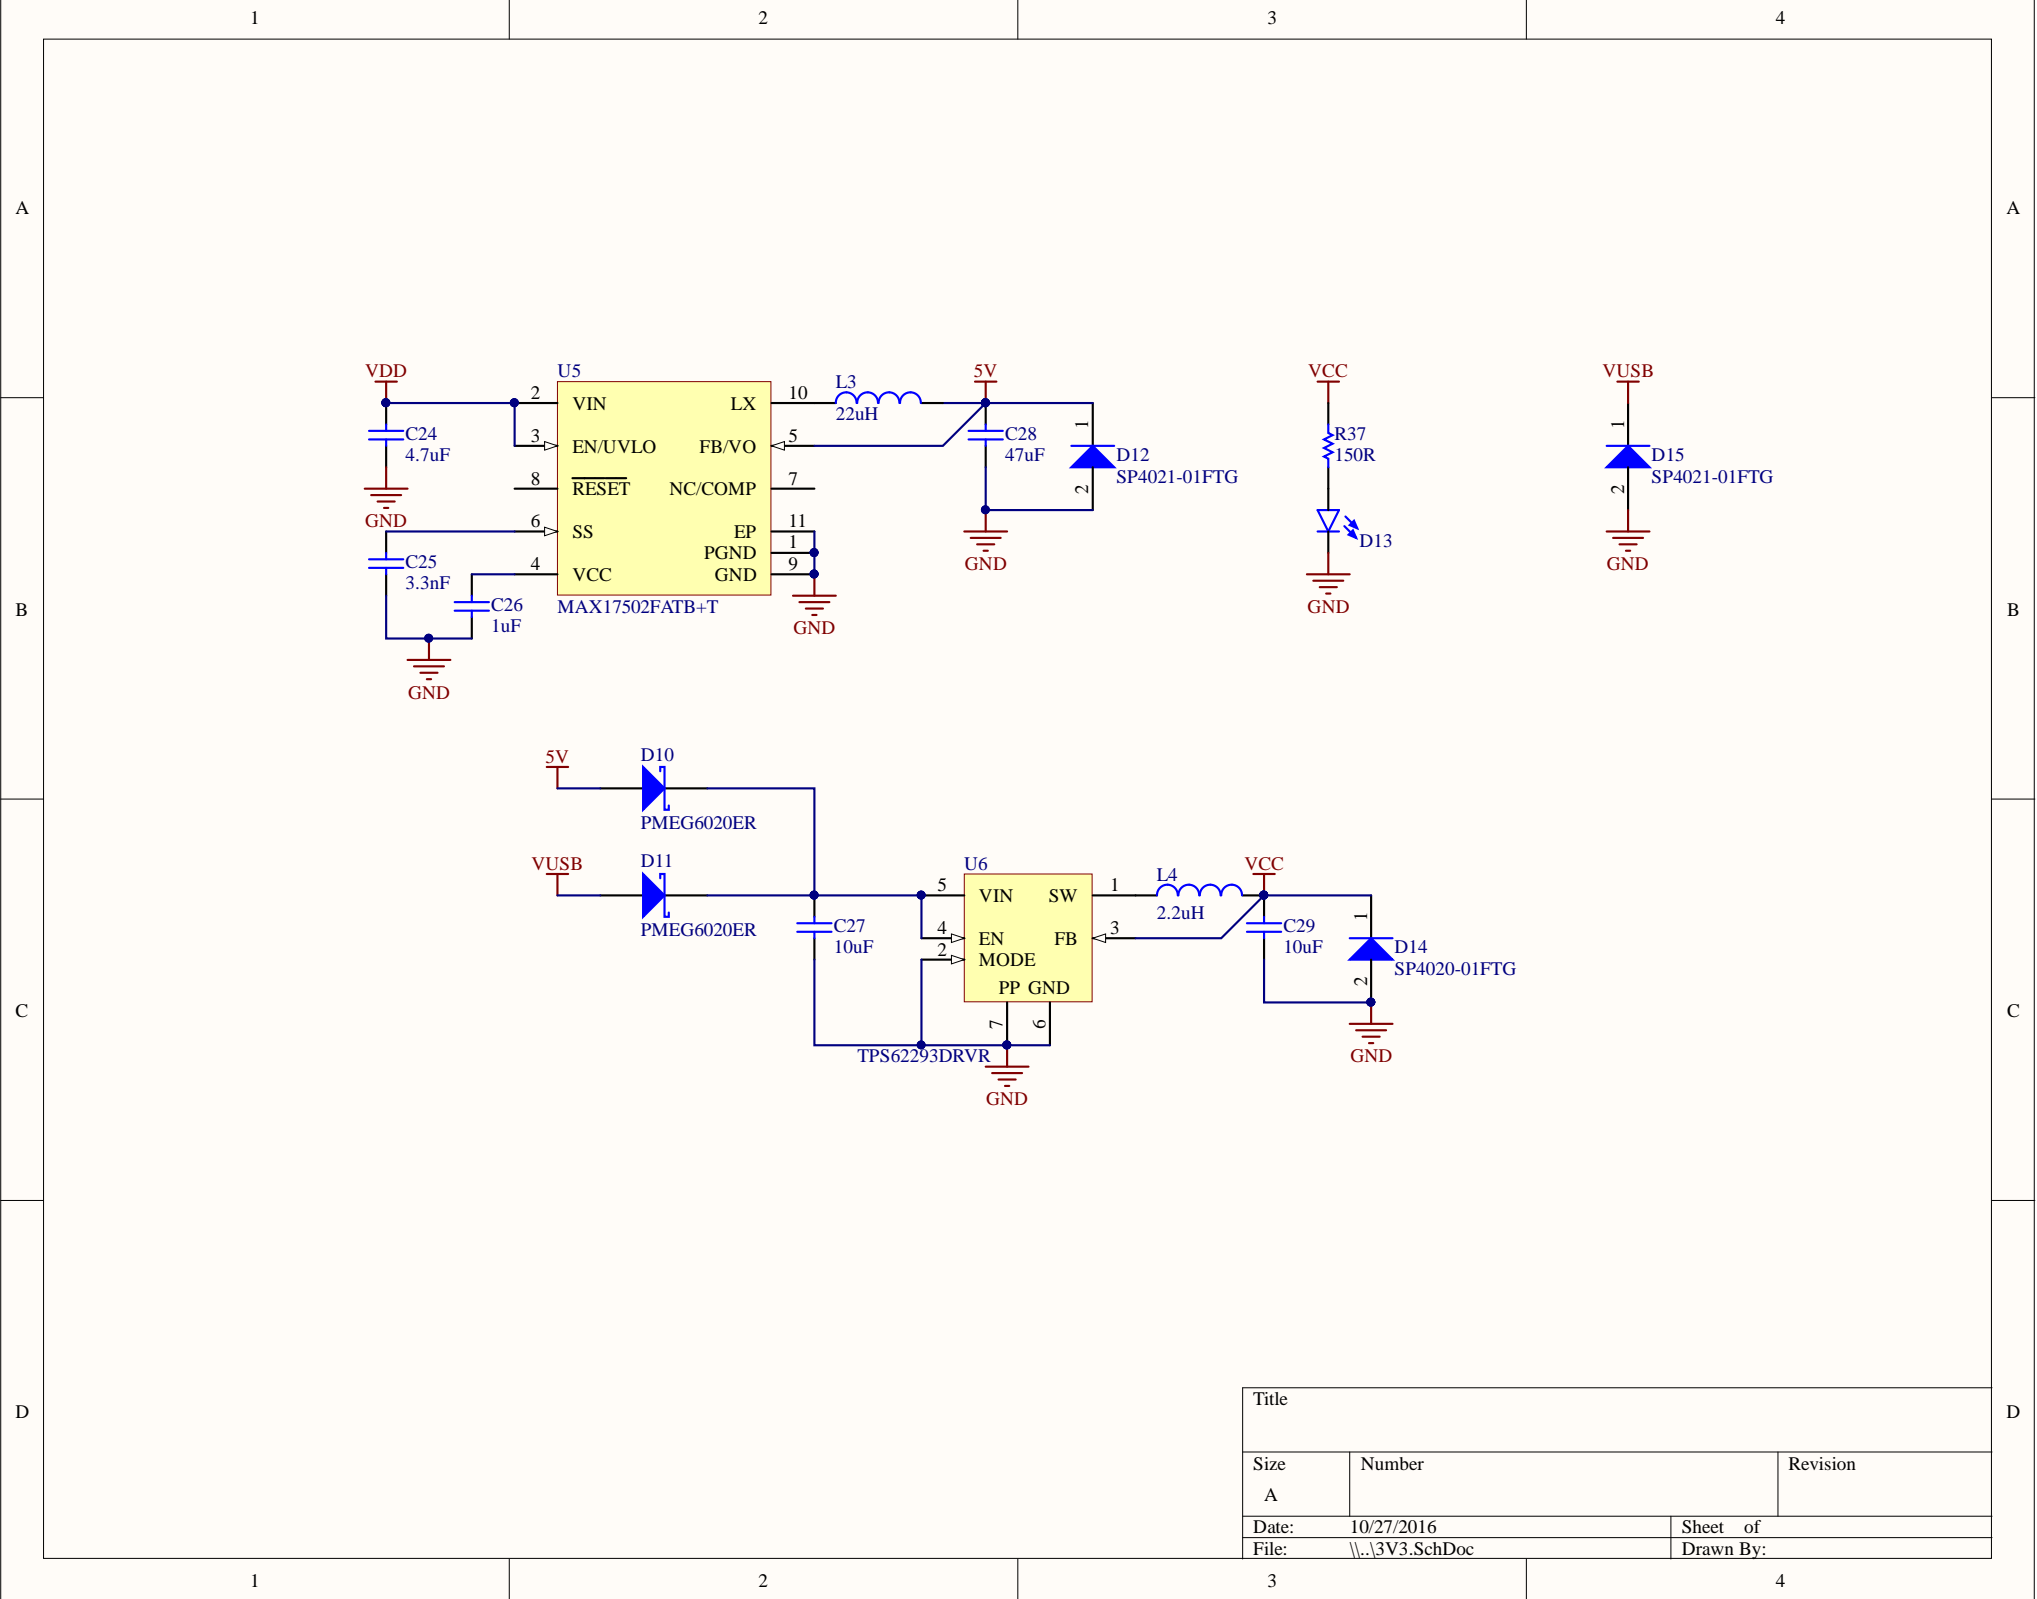 1 2 3 4
A A
VDD
U5
5V
VCC
VUSB
2 VIN LX 10
L3
22uH
3 EN/UVLO FB/VO 5
C24
4.7uF
8 RESET NC/COMP 7
GND
6 SS EP 11
PGND 1
4 VCC GND 9
C25
3.3nF
C26
1uF
MAX17502FATB+T
GND
GND
C28
47uF
1
D12
SP4021-01FTG
2
GND
R37
150R
D13
GND
1
D15
SP4021-01FTG
2
GND
B B
5V
D10
PMEG6020ER
VUSB
D11
PMEG6020ER
C27
10uF
U6
5 VIN SW 1
4 EN FB 3
2 MODE
PP GND
7 6
TPS62293DRVR
GND
L4
2.2uH
VCC
C29
10uF
1
D14
SP4020-01FTG
2
GND
C C
D D
Title
Size Number Revision
A
Date: 10/27/2016 Sheet of
File: \\..\3V3.SchDoc Drawn By:
1 2 3 4